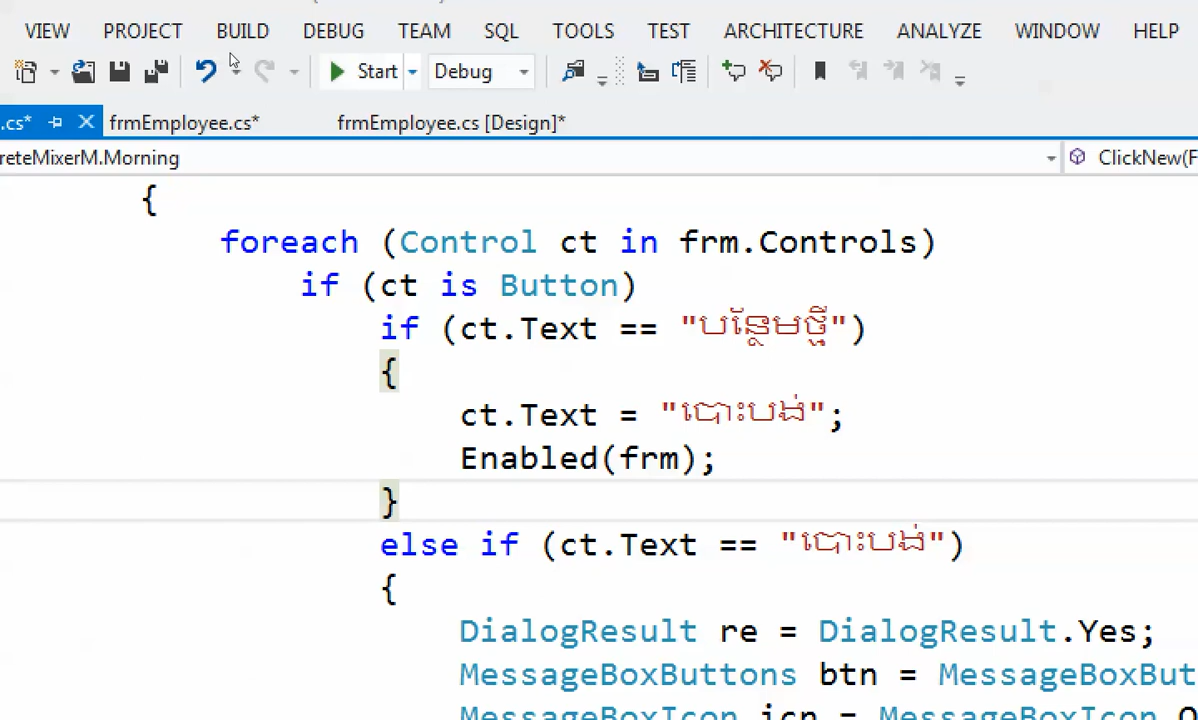 VIEW PROJECT BUILD DEBUG TEAM SQL TOOLS TEST ARCHITECTURE ANALYZE WINDOW HELP
Start Debug
.cs* frmEmployee.cs* frmEmployee.cs [Design]*
reteMixerM.Morning ClickNew(F
{
foreach (Control ct in frm.Controls)
if (ct is Button)
if (ct.Text == "បន្ថែមថ្មី")
{
ct.Text = "បោះបង់";
Enabled(frm);
}
else if (ct.Text == "បោះបង់")
{
DialogResult re = DialogResult.Yes;
MessageBoxButtons btn = MessageBoxBut
MessageBoxIcon icn = MessageBoxIcon.Q